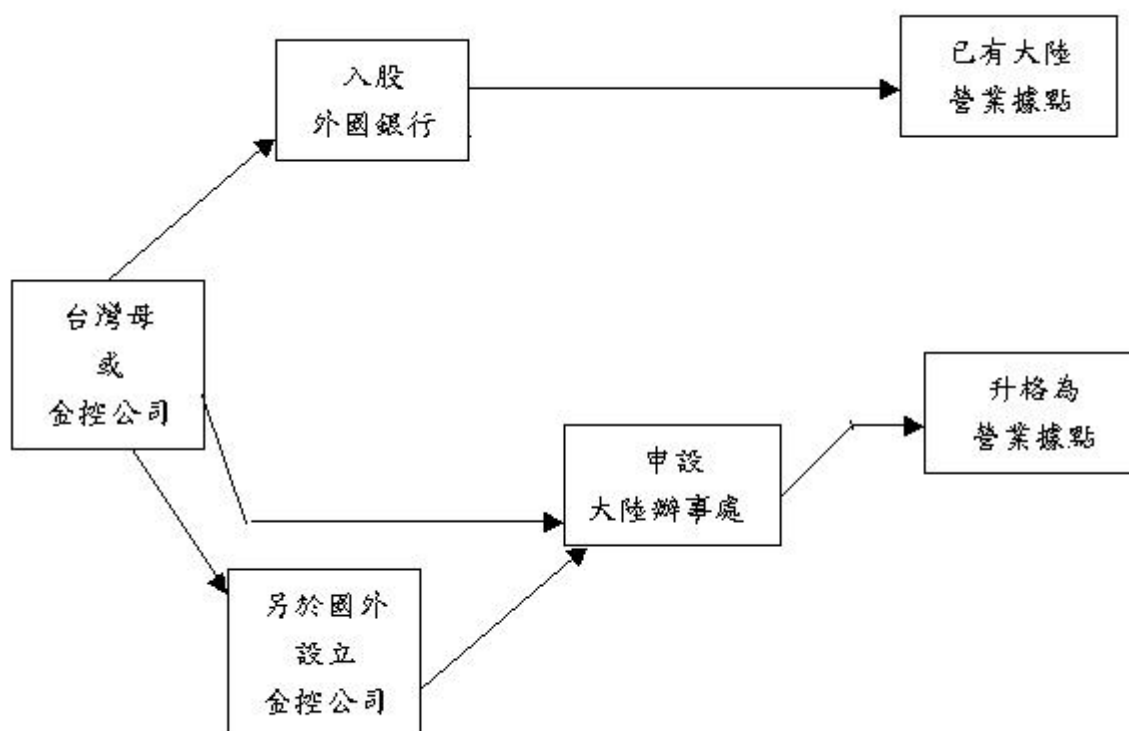 入股
外國銀行
已有大陸
營業據點
台灣母
或
金控公司
升格為
營業據點
申設
大陸辦事處
另於國外
設立
金控公司